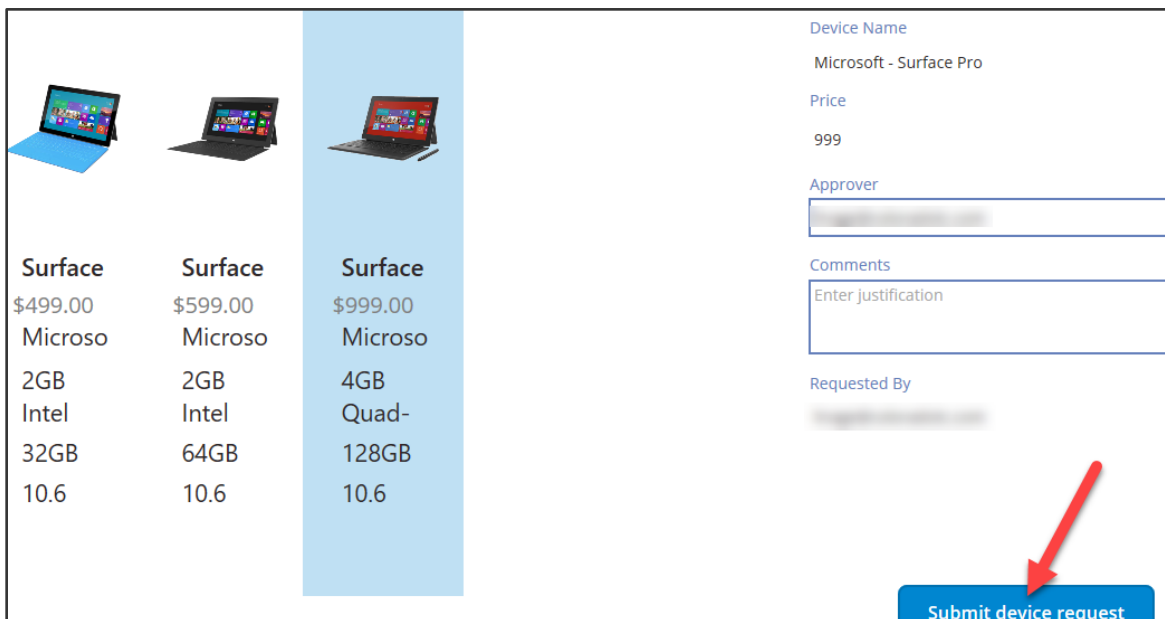 Surface
$499.00
Microso
2GB
Intel
32GB
10.6
Surface
$599.00
Microso
2GB
Intel
64GB
10.6
Surface
$999.00
Microso
4GB
Quad-
128GB
10.6
Device Name
Microsoft - Surface Pro
Price
999
Approver
Comments
Enter justification
Requested By
Submit device request